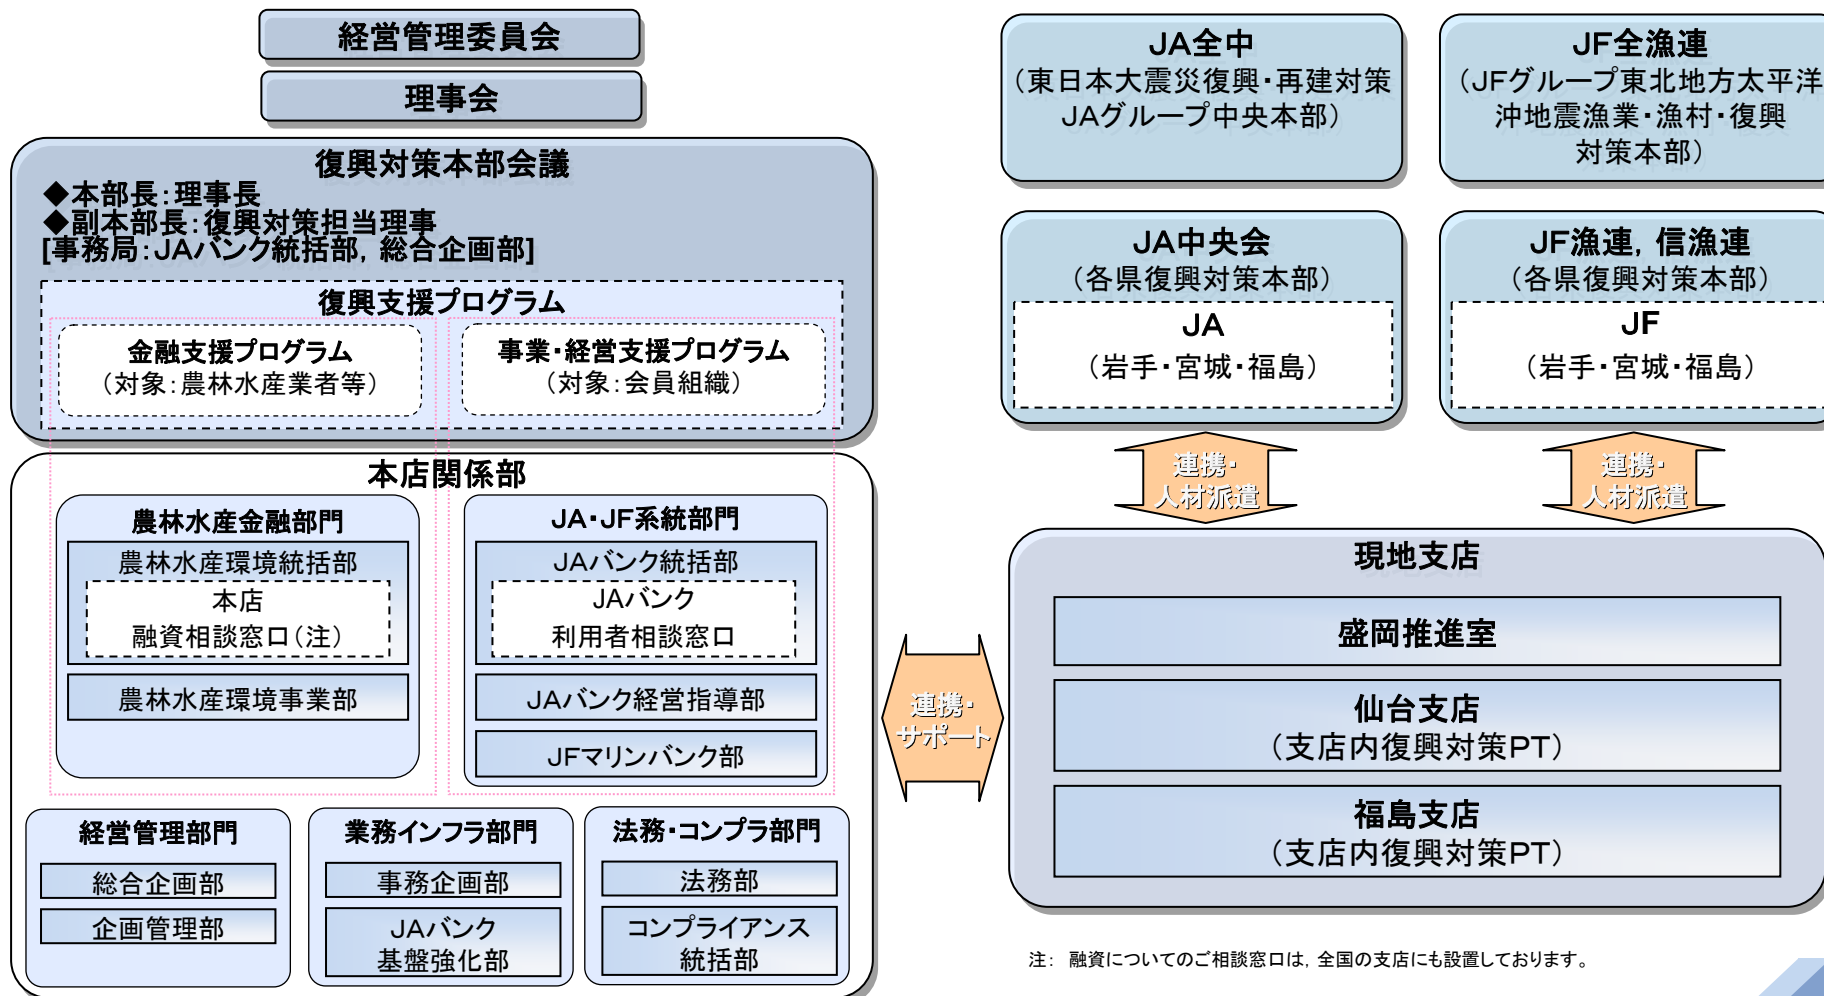 経営管理委員会
理事会
復興対策本部会議
◆本部長：理事長
◆副本部長：復興対策担当理事
[事務局：JAバンク統括部，総合企画部]
復興支援プログラム
金融支援プログラム
（対象：農林水産業者等）
事業・経営支援プログラム
（対象：会員組織）
本店関係部
農林水産金融部門
農林水産環境統括部
本店
融資相談窓口（注）
農林水産環境事業部
JA・JF系統部門
JAバンク統括部
JAバンク
利用者相談窓口
JAバンク経営指導部
JFマリンバンク部
経営管理部門
総合企画部
企画管理部
業務インフラ部門
事務企画部
JAバンク
基盤強化部
法務・コンプラ部門
法務部
コンプライアンス
統括部
連携・
サポート
JA全中
（東日本大震災復興・再建対策
JAグループ中央本部）
JF全漁連
（JFグループ東北地方太平洋
沖地震漁業・漁村・復興
対策本部）
JA中央会
（各県復興対策本部）
JA
（岩手・宮城・福島）
JF漁連，信漁連
（各県復興対策本部）
JF
（岩手・宮城・福島）
連携・
人材派遣
連携・
人材派遣
現地支店
盛岡推進室
仙台支店
（支店内復興対策PT）
福島支店
（支店内復興対策PT）
注：　融資についてのご相談窓口は，全国の支店にも設置しております。